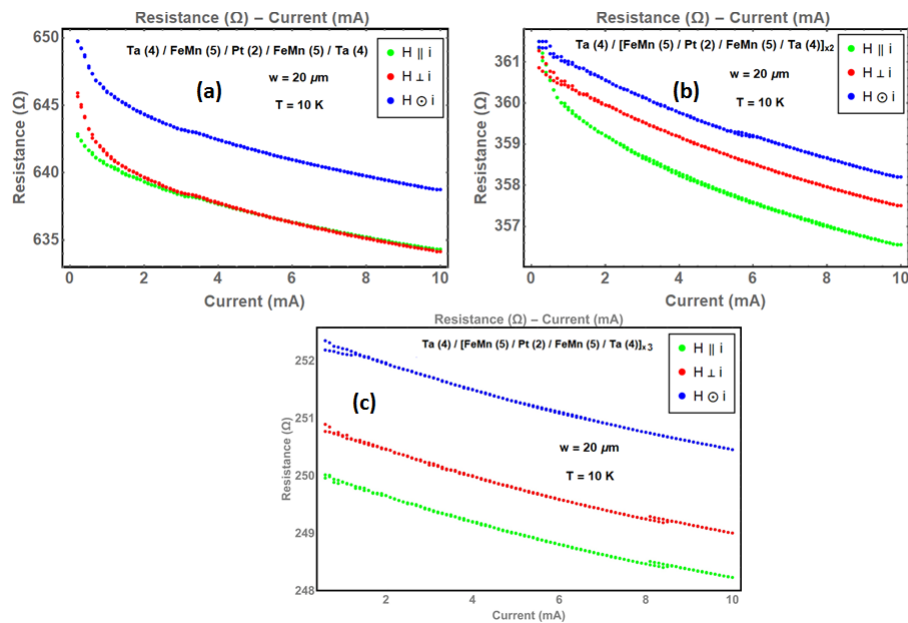 Resistance (Ω) – Current (mA)
Ta (4) / FeMn (5) / Pt (2) / FeMn (5) / Ta (4)
(a)
w = 20 μm
T = 10 K
H || i
H ⊥ i
H ⊙ i
650
645
640
635
Resistance (Ω)
0 2 4 6 8 10
Current (mA)
Resistance (Ω) – Current (mA)
Ta (4) / [FeMn (5) / Pt (2) / FeMn (5) / Ta (4)]x2
w = 20 μm
(b)
T = 10 K
H || i
H ⊥ i
H ⊙ i
361
360
359
358
357
Resistance (Ω)
0 2 4 6 8 10
Current (mA)
Resistance (Ω) – Current (mA)
Ta (4) / [FeMn (5) / Pt (2) / FeMn (5) / Ta (4)]x3
(c)
w = 20 μm
T = 10 K
H || i
H ⊥ i
H ⊙ i
252
251
250
249
248
Resistance (Ω)
2 4 6 8 10
Current (mA)